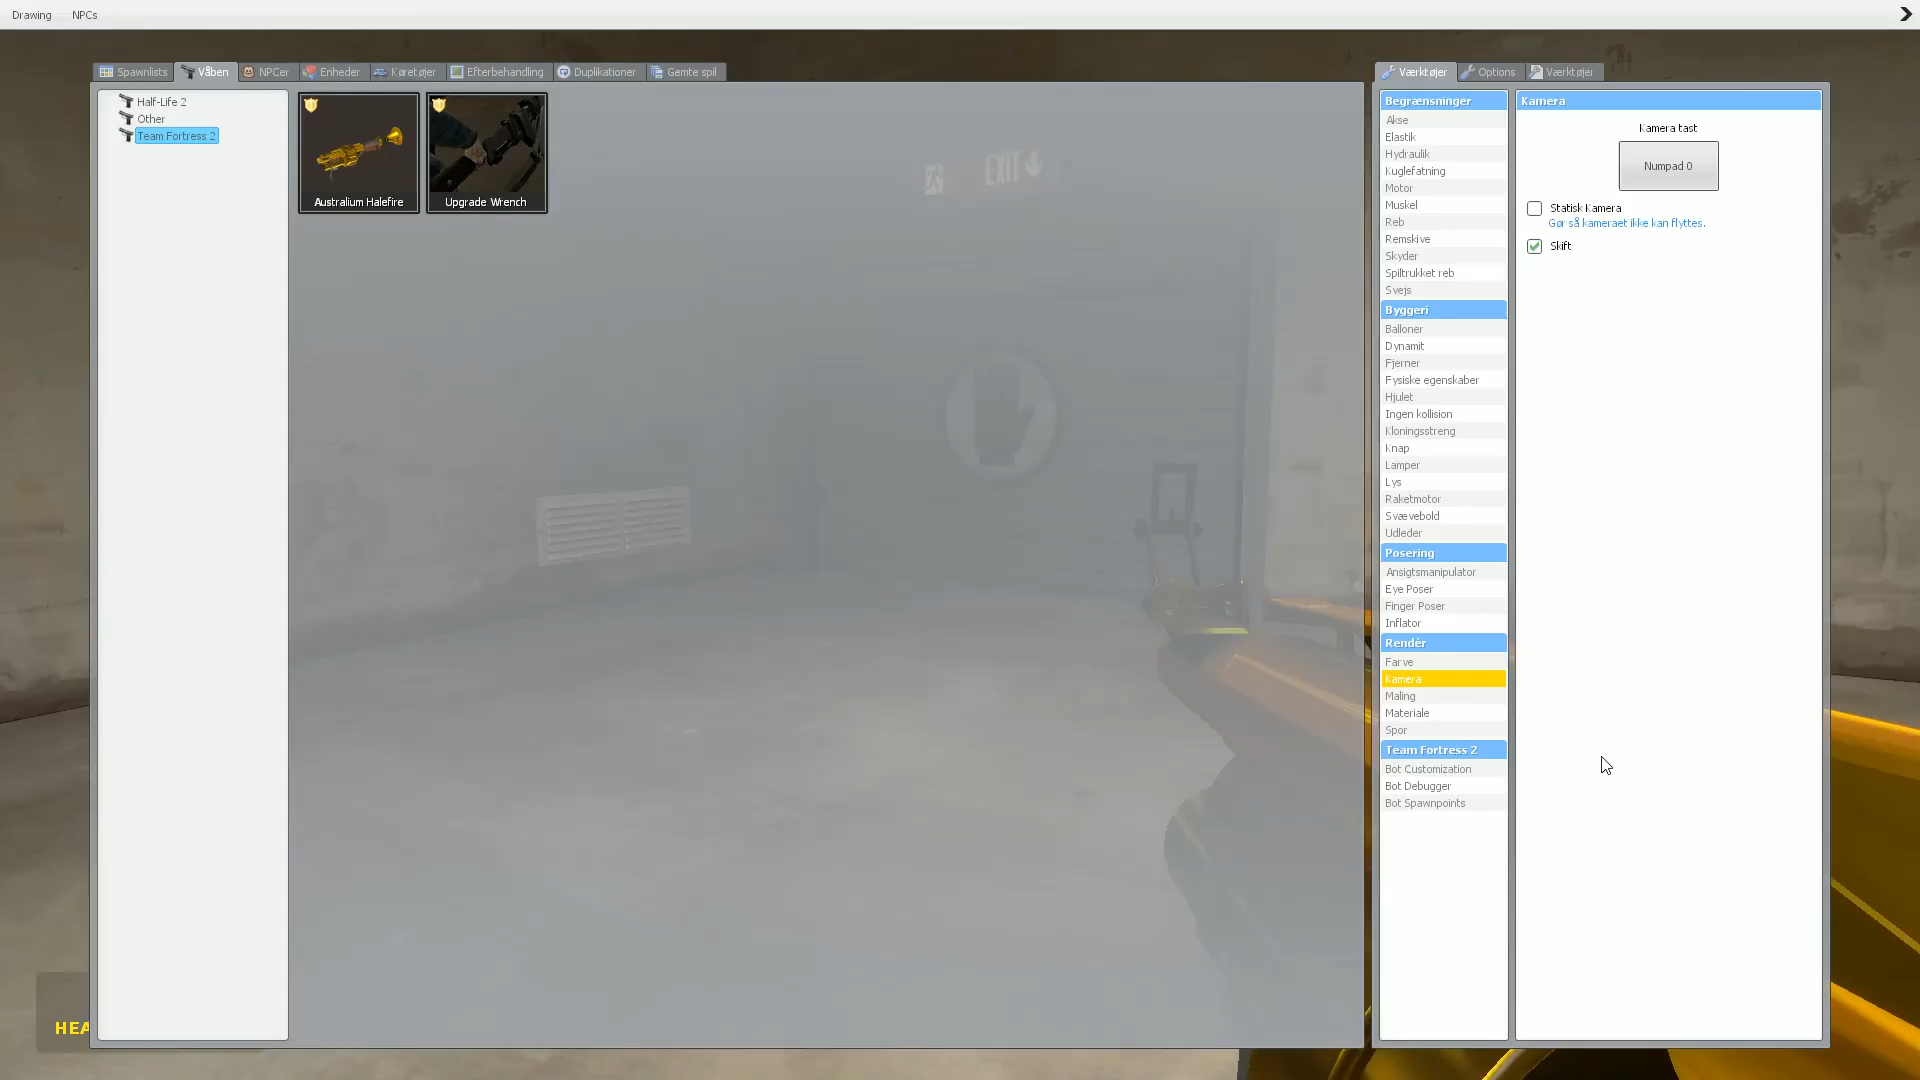 Drawing NPCs
Spawnlists Våben NPCer Enheder Køretøjer Efterbehandling Duplikationer Gemte spil
Half-Life 2
Other
Team Fortress 2
Australium Halefire
Upgrade Wrench
EXIT
HEA
Værktøjer Options Værktøjer
Begrænsninger
Akse
Elastik
Hydraulik
Kuglefatning
Motor
Muskel
Reb
Remskive
Skyder
Spiltrukket reb
Svejs
Byggeri
Balloner
Dynamit
Fjerner
Fysiske egenskaber
Hjulet
Ingen kollision
Kloningsstreng
Knap
Lamper
Lys
Raketmotor
Svævebold
Udleder
Posering
Ansigtsmanipulator
Eye Poser
Finger Poser
Inflator
Rendér
Farve
Kamera
Maling
Materiale
Spor
Team Fortress 2
Bot Customization
Bot Debugger
Bot Spawnpoints
Kamera
Kamera tast
Numpad 0
Statisk Kamera
Gør så kameraet ikke kan flyttes.
Skift